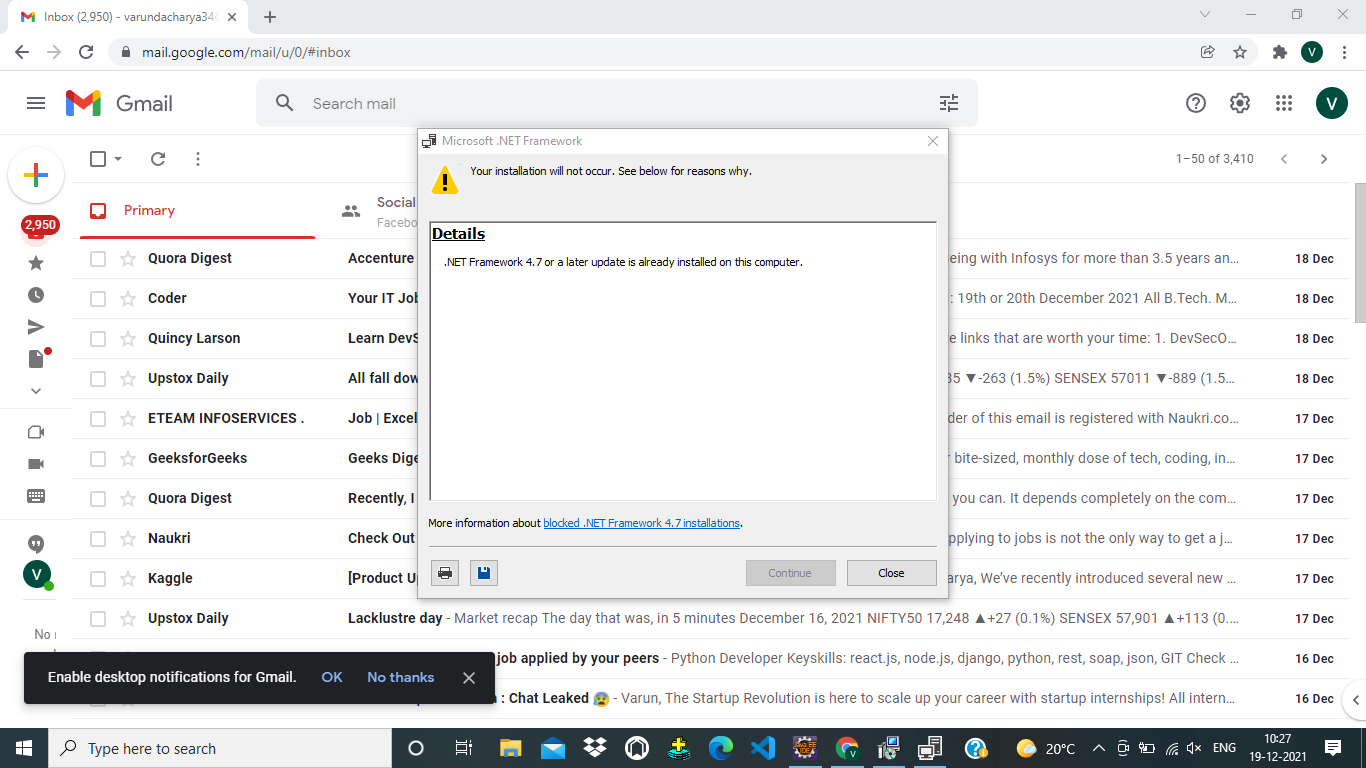 Inbox (2,950) - varundacharya34
mail.google.com/mail/u/0/#inbox
V
Gmail
Search mail
V
1–50 of 3,410
2,950
Primary
Social
Facebo
Microsoft .NET Framework
Your installation will not occur. See below for reasons why.
Details
.NET Framework 4.7 or a later update is already installed on this computer.
More information about blocked .NET Framework 4.7 installations.
Continue
Close
Quora Digest Accenture eing with Infosys for more than 3.5 years an... 18 Dec
Coder Your IT Job : 19th or 20th December 2021 All B.Tech. M... 18 Dec
Quincy Larson Learn DevS e links that are worth your time: 1. DevSecO... 18 Dec
Upstox Daily All fall dow 35 ▼-263 (1.5%) SENSEX 57011 ▼-889 (1.5... 18 Dec
ETEAM INFOSERVICES . Job | Excel der of this email is registered with Naukri.co... 17 Dec
GeeksforGeeks Geeks Dige r bite-sized, monthly dose of tech, coding, in... 17 Dec
Quora Digest Recently, I you can. It depends completely on the com... 17 Dec
Naukri Check Out pplying to jobs is not the only way to get a j... 17 Dec
Kaggle [Product Up arya, We’ve recently introduced several new ... 17 Dec
Upstox Daily Lacklustre day - Market recap The day that was, in 5 minutes December 16, 2021 NIFTY50 17,248 ▲+27 (0.1%) SENSEX 57,901 ▲+113 (0.... 17 Dec
job applied by your peers - Python Developer Keyskills: react.js, node.js, django, python, rest, soap, json, GIT Check ... 16 Dec
: Chat Leaked 😰 - Varun, The Startup Revolution is here to scale up your career with startup internships! All intern... 16 Dec
V
No
Enable desktop notifications for Gmail. OK No thanks
Type here to search
20°C
ENG
10:27
19-12-2021